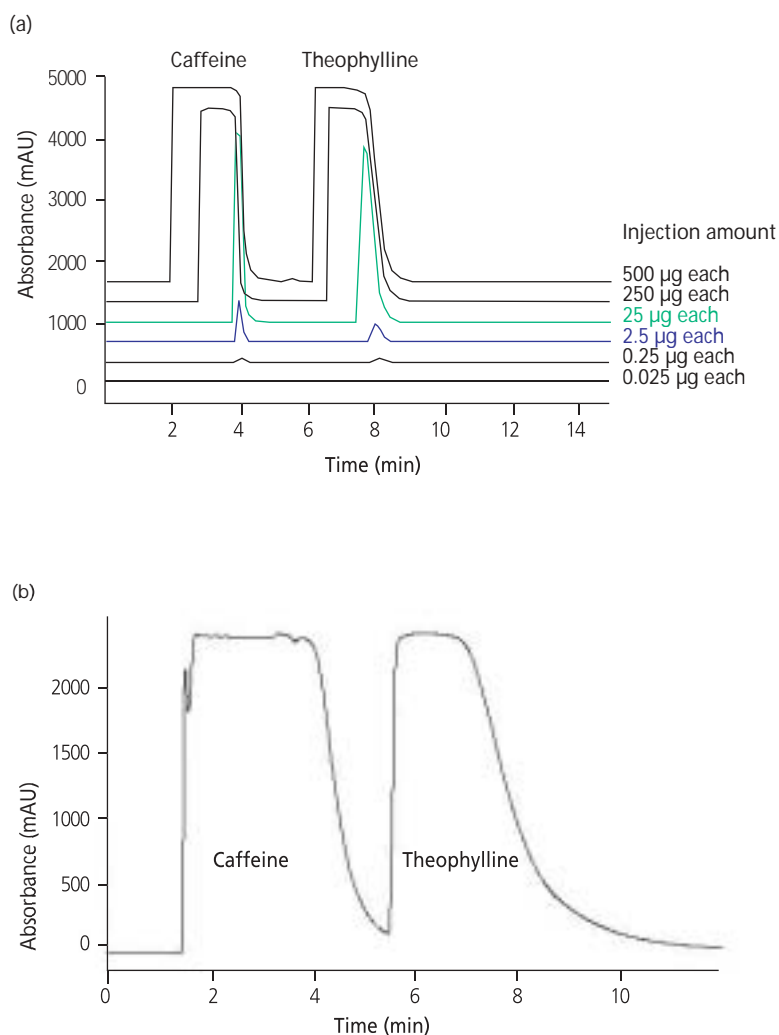 (a)
Caffeine Theophylline
5000
4000
3000
2000
1000
0
Absorbance (mAU)
Injection amount
500 µg each
250 µg each
25 µg each
2.5 µg each
0.25 µg each
0.025 µg each
2 4 6 8 10 12 14
Time (min)
(b)
2000
1500
1000
500
0
Absorbance (mAU)
Caffeine Theophylline
0 2 4 6 8 10
Time (min)